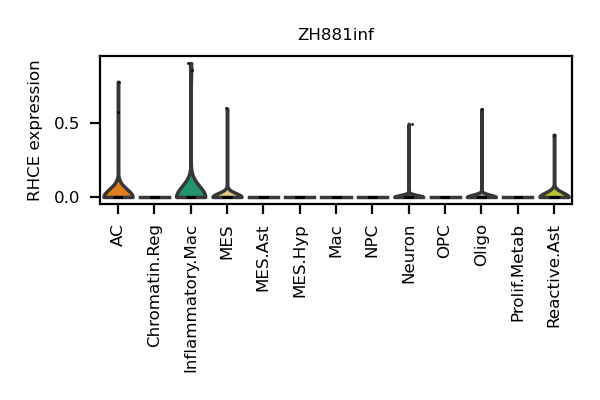 ZH881inf
RHCE expression
0.5
0.0
AC
Chromatin.Reg
Inflammatory.Mac
MES
MES.Ast
MES.Hyp
Mac
NPC
Neuron
OPC
Oligo
Prolif.Metab
Reactive.Ast